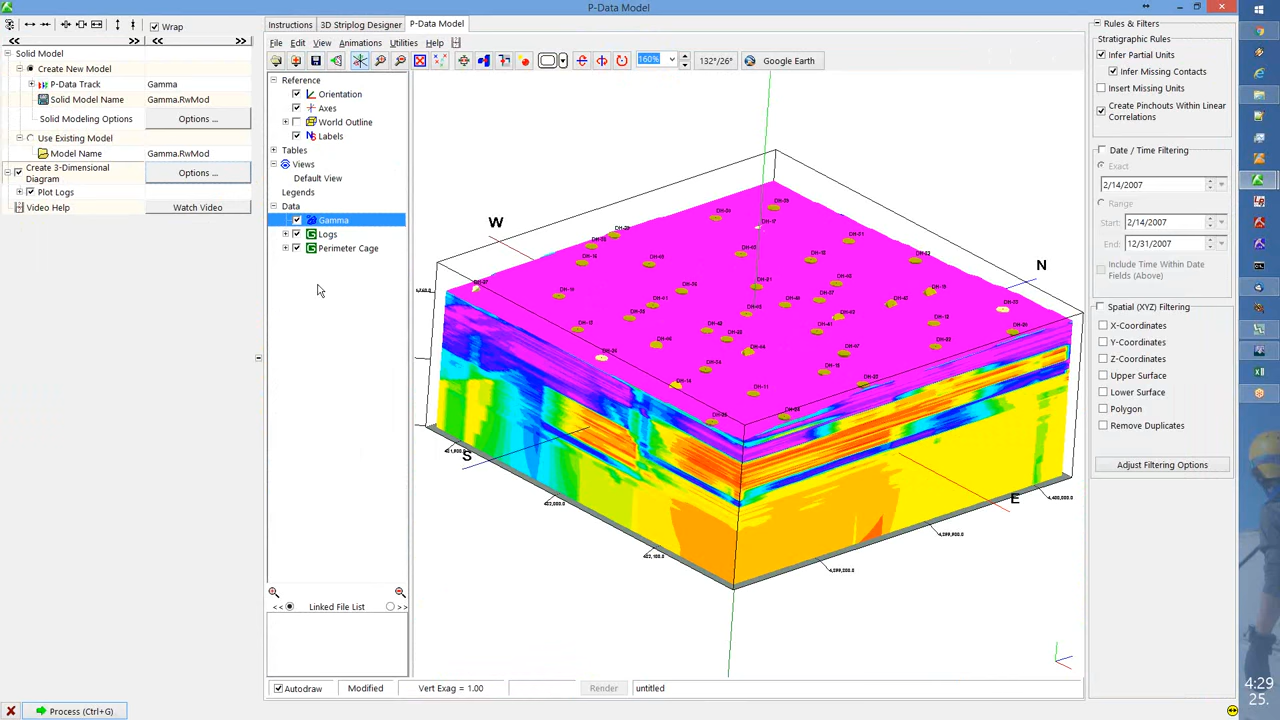 P-Data Model
Wrap
<< >> << >>
Solid Model
Create New Model
P-Data Track Gamma
Solid Model Name Gamma.RwMod
Solid Modeling Options Options ...
Use Existing Model
Model Name Gamma.RwMod
Create 3-Dimensional
Diagram Options ...
Plot Logs
Video Help Watch Video
Instructions 3D Striplog Designer P-Data Model
File Edit View Animations Utilities Help
160% 132°/26° Google Earth
Reference
Orientation
Axes
World Outline
Labels
Tables
Views
Default View
Legends
Data
Gamma
Logs
Perimeter Cage
<< Linked File List >>
W
N
S
E
Autodraw Modified Vert Exag = 1.00 Render untitled
Rules & Filters
Stratigraphic Rules
Infer Partial Units
Infer Missing Contacts
Insert Missing Units
Create Pinchouts Within Linear
Correlations
Date / Time Filtering
Exact
2/14/2007
Range
Start: 2/14/2007
End: 12/31/2007
Include Time Within Date
Fields (Above)
Spatial (XYZ) Filtering
X-Coordinates
Y-Coordinates
Z-Coordinates
Upper Surface
Lower Surface
Polygon
Remove Duplicates
Adjust Filtering Options
Process (Ctrl+G)
4:29
25.